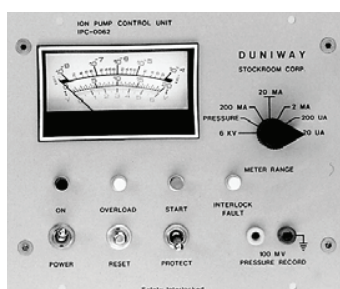 ION PUMP CONTROL UNIT
IPC-0062
DUNIWAY
STOCKROOM CORP.
20 MA
200 MA
2 MA
PRESSURE
200 UA
6 KV
20 UA
METER RANGE
ON
OVERLOAD
START
INTERLOCK
FAULT
POWER
RESET
PROTECT
100 MV
PRESSURE RECORD